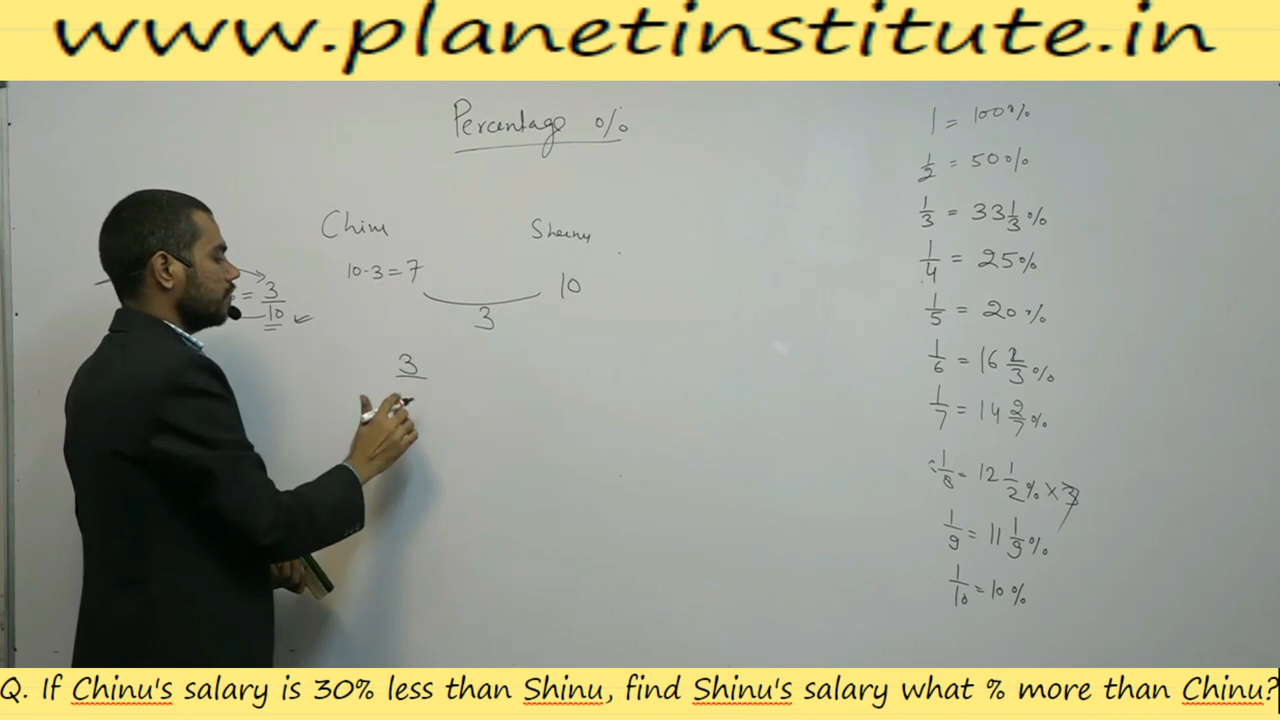 www.planetinstitute.in
Percentage %
Chinu
Sheenu
10-3=7
10
3
= 3/10
3
1 = 100%
1/2 = 50%
1/3 = 33 1/3 %
1/4 = 25%
1/5 = 20%
1/6 = 16 2/3 %
1/7 = 14 2/7 %
1/8 = 12 1/2 % × 3
1/9 = 11 1/9 %
1/10 = 10%
Q. If Chinu's salary is 30% less than Shinu, find Shinu's salary what % more than Chinu?